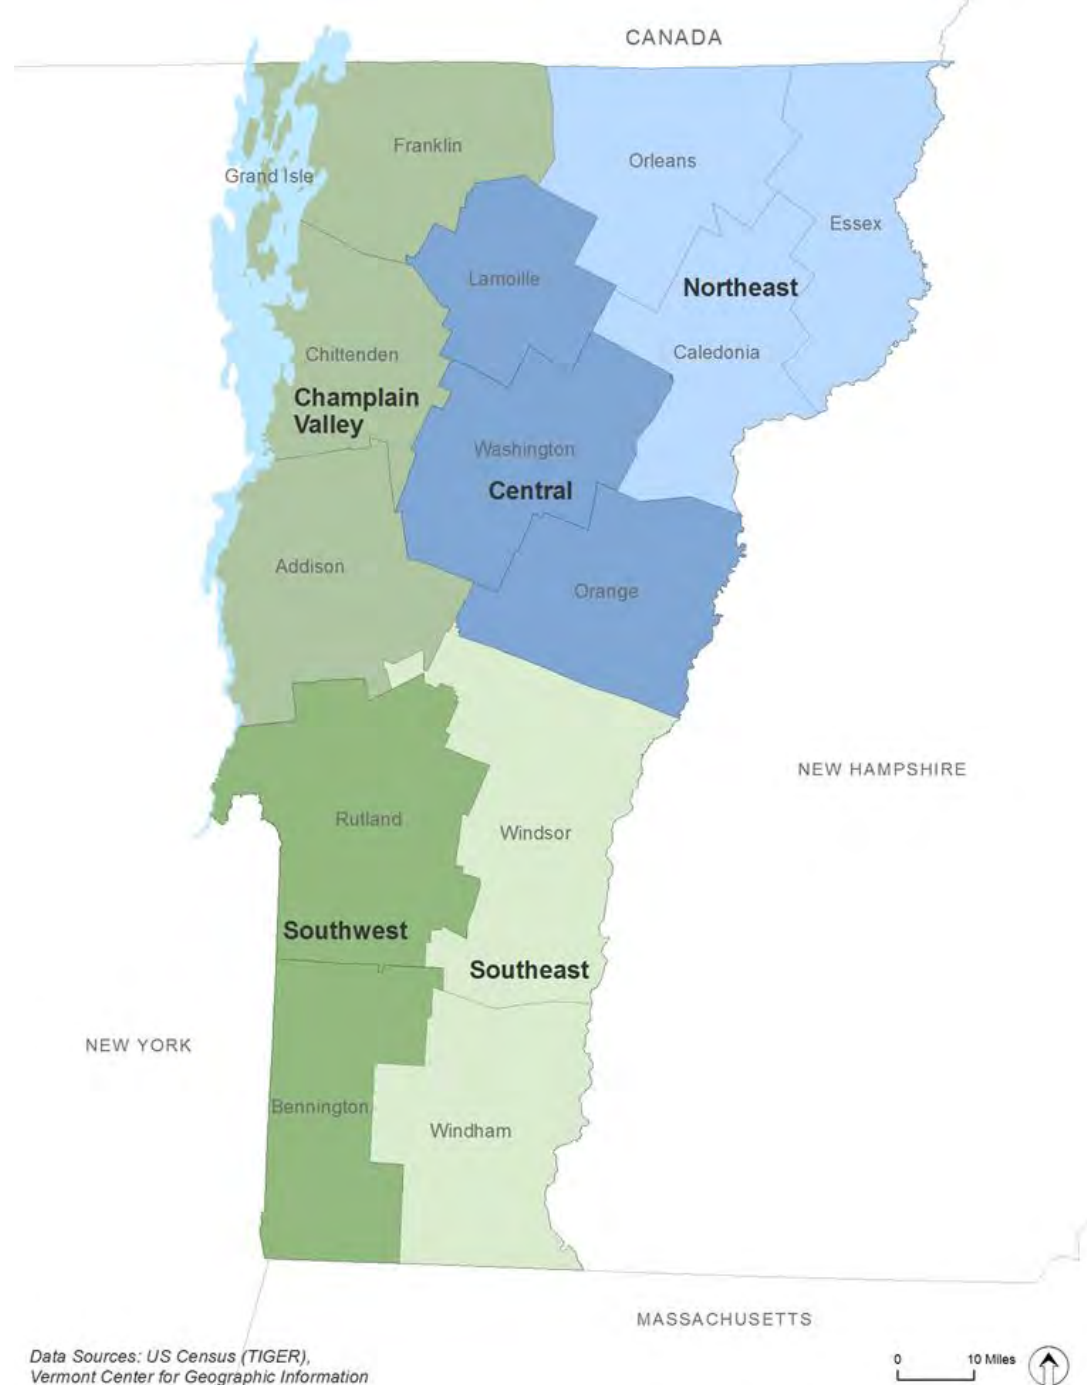 CANADA
Franklin
Orleans
Grand Isle
Essex
Lamoille
Northeast
Chittenden
Caledonia
Champlain
Valley
Washington
Central
Addison
Orange
NEW HAMPSHIRE
Rutland
Windsor
Southwest
Southeast
NEW YORK
Bennington
Windham
MASSACHUSETTS
Data Sources: US Census (TIGER),
Vermont Center for Geographic Information
0 10 Miles